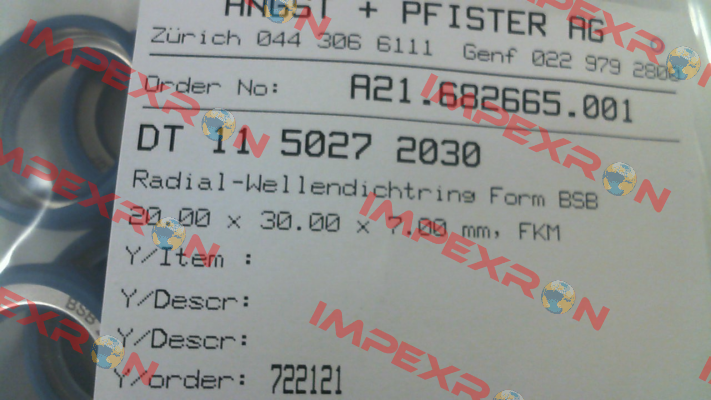 ANGST + PFISTER AG
Zürich 044 306 6111 Genf 022 979 2800
Order No: A21.682665.001
DT 11 5027 2030
Radial-Wellendichtring Form BSB
20.00 x 30.00 x 7.00 mm, FKM
Y/Item :
Y/Descr:
Y/Descr:
Y/order: 722121
BSB
IMPEXRON
IMPEXRON
IMPEXRON
IMPEXRON
IMPEXRON
IMPEXRON